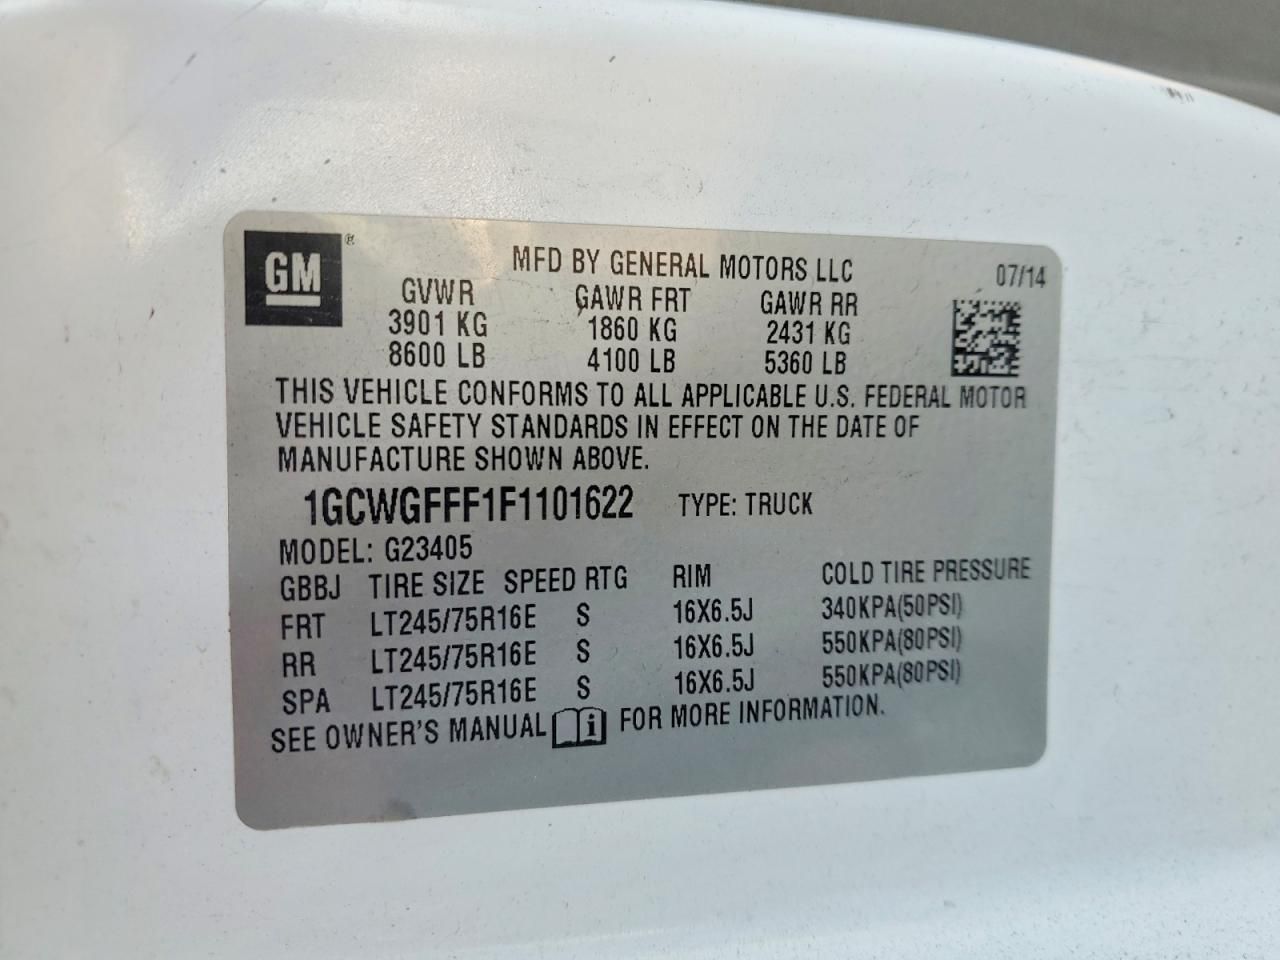 GM ®
MFD BY GENERAL MOTORS LLC 07/14
GVWR GAWR FRT GAWR RR
3901 KG 1860 KG 2431 KG
8600 LB 4100 LB 5360 LB
THIS VEHICLE CONFORMS TO ALL APPLICABLE U.S. FEDERAL MOTOR
VEHICLE SAFETY STANDARDS IN EFFECT ON THE DATE OF
MANUFACTURE SHOWN ABOVE.
1GCWGFFF1F1101622 TYPE: TRUCK
MODEL: G23405
GBBJ TIRE SIZE SPEED RTG RIM COLD TIRE PRESSURE
FRT LT245/75R16E S 16X6.5J 340KPA(50PSI)
RR LT245/75R16E S 16X6.5J 550KPA(80PSI)
SPA LT245/75R16E S 16X6.5J 550KPA(80PSI)
SEE OWNER'S MANUAL i FOR MORE INFORMATION.